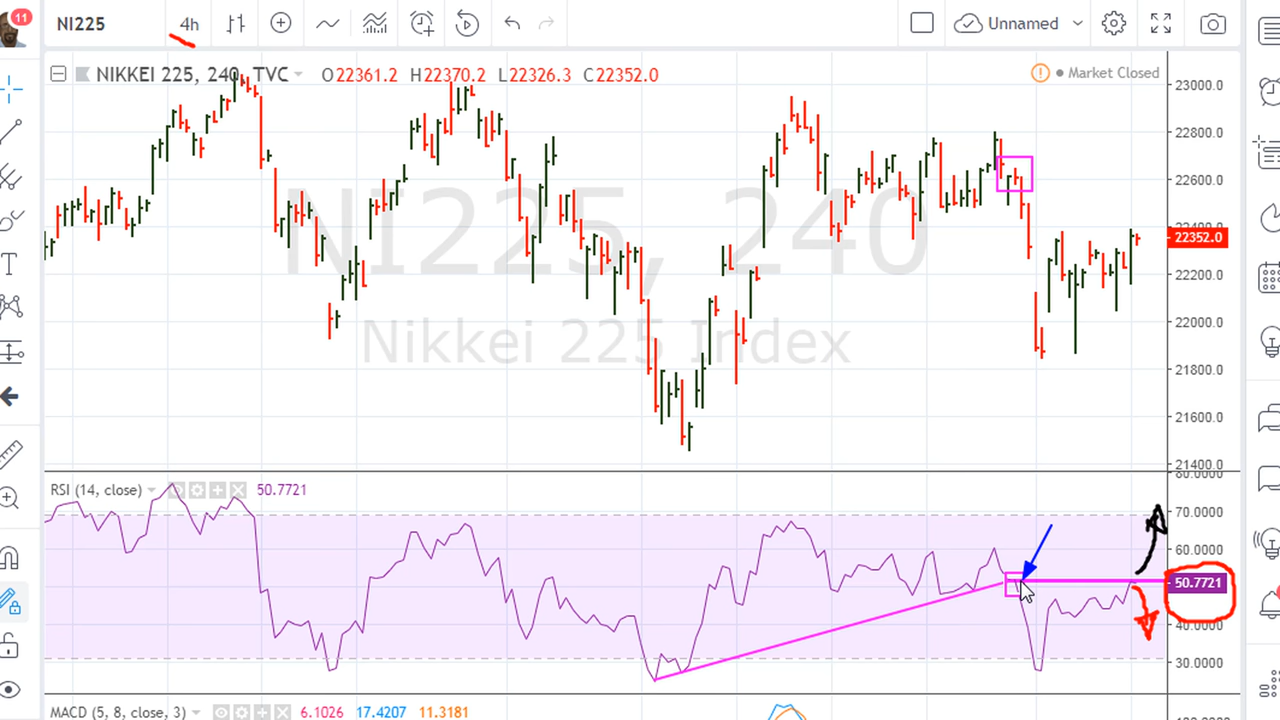 11
NI225
4h
Unnamed
NIKKEI 225, 240, TVC O22361.2 H22370.2 L22326.3 C22352.0
Market Closed
23000.0
22800.0
22600.0
22400.0
22352.0
22200.0
22000.0
21800.0
21600.0
21400.0
NI225, 240
Nikkei 225 Index
RSI (14, close) 50.7721
80.0000
70.0000
60.0000
50.7721
40.0000
30.0000
MACD (5, 8, close, 3) 6.1026 17.4207 11.3181